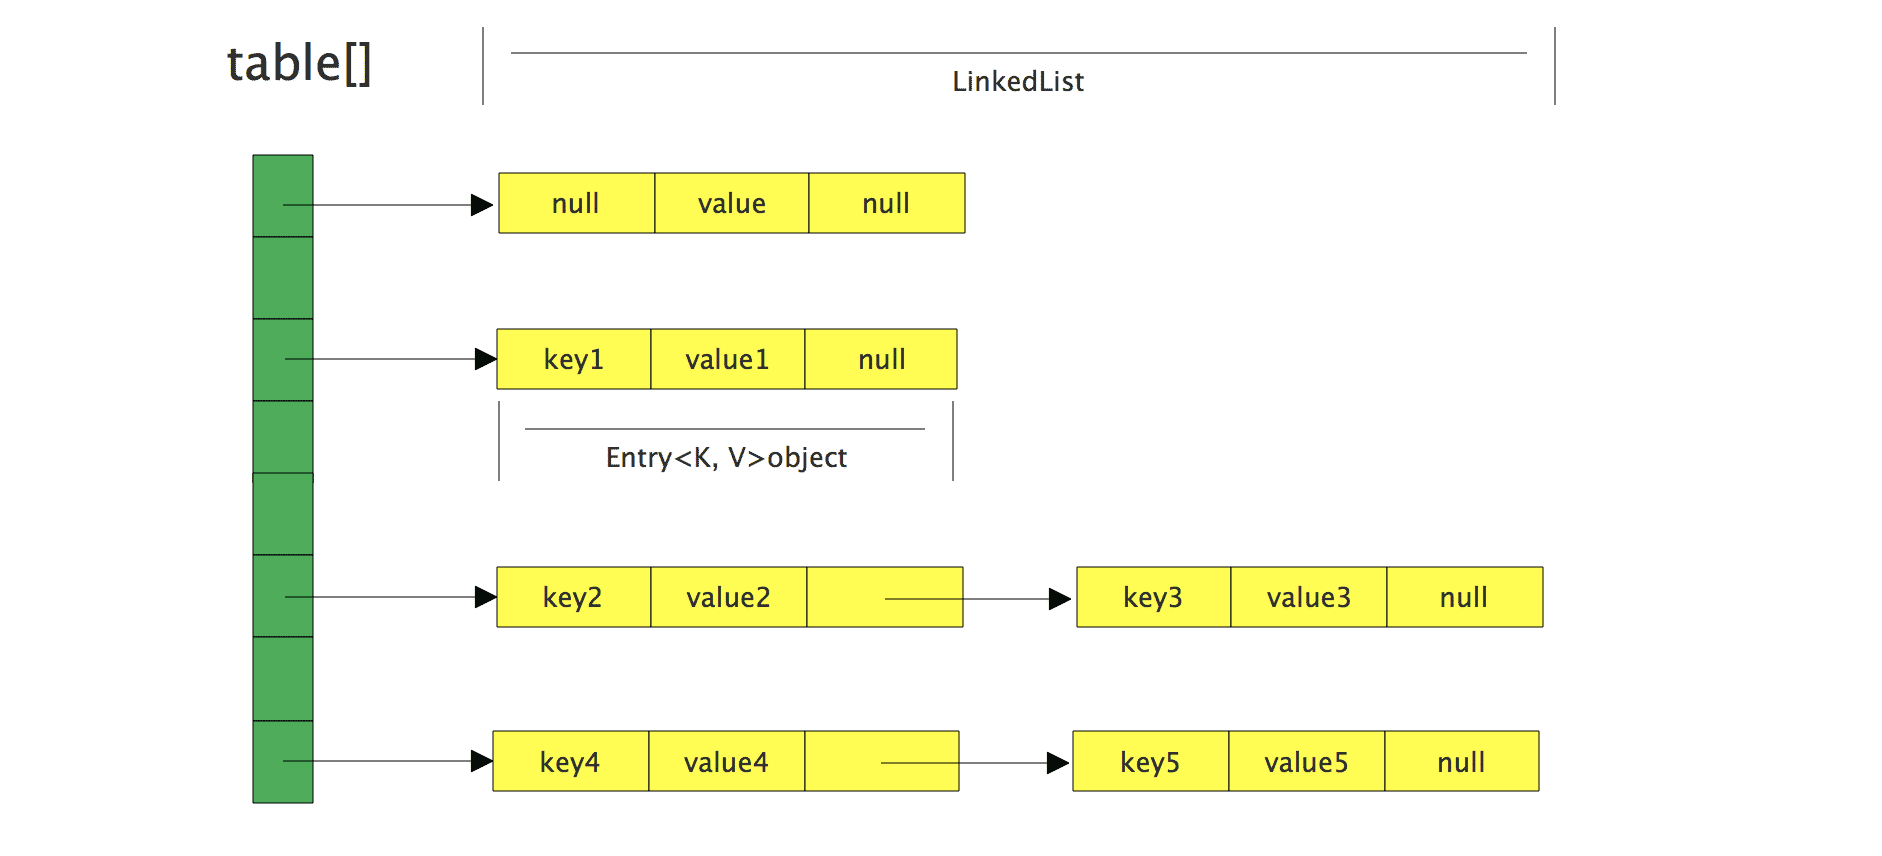 table[]
LinkedList
null value null
key1 value1 null
Entry<K, V>object
key2 value2 key3 value3 null
key4 value4 key5 value5 null